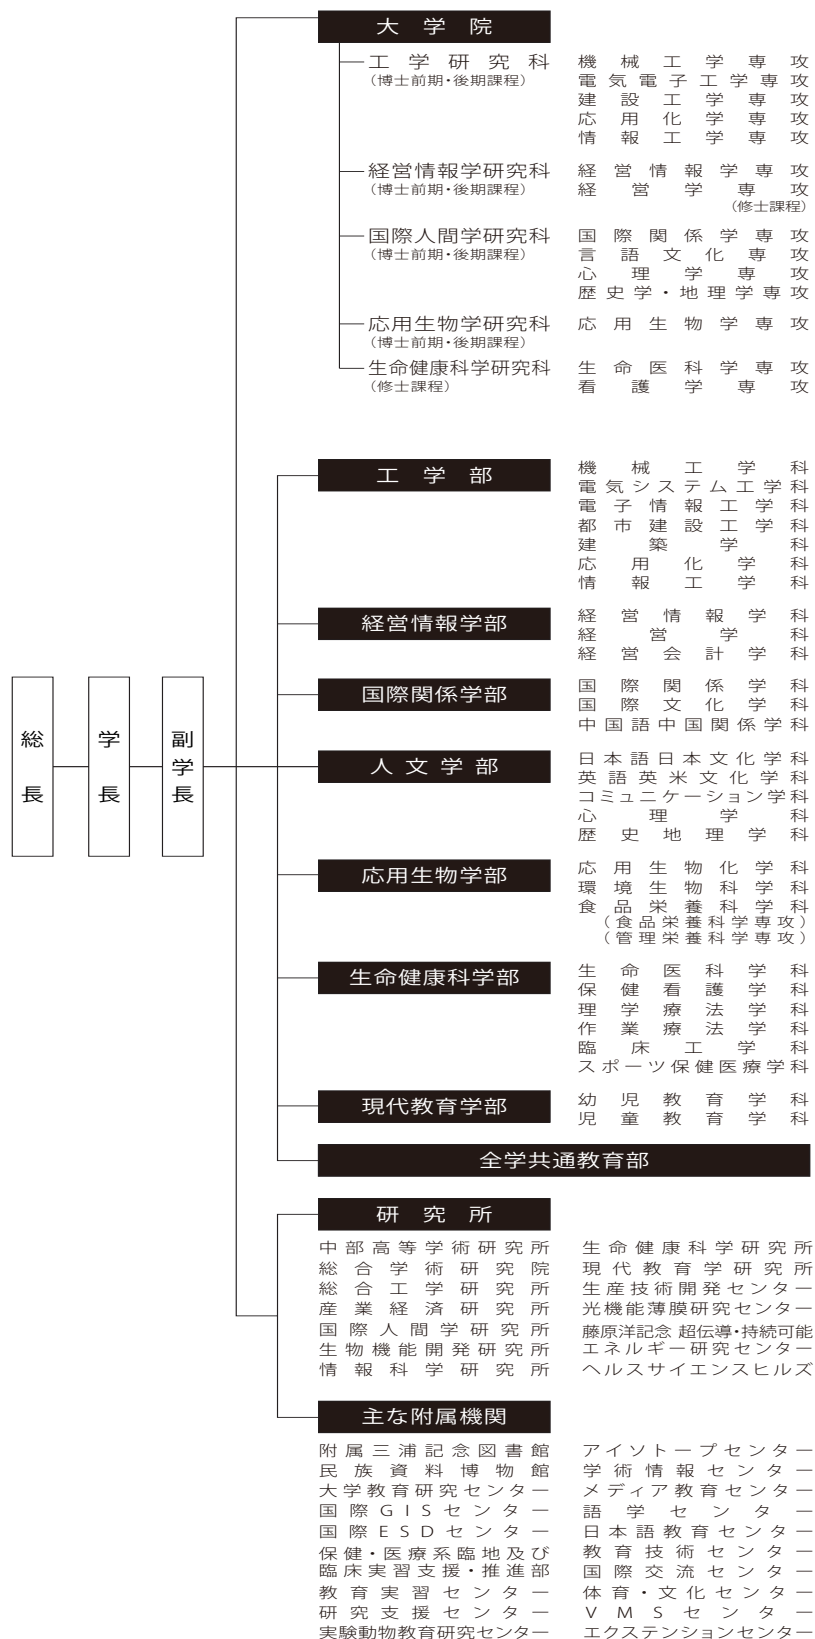 総長
学長
副学長
大学院
工学研究科
(博士前期・後期課程)
機械工学専攻
電気電子工学専攻
建設工学専攻
応用化学専攻
情報工学専攻
経営情報学研究科
(博士前期・後期課程)
経営情報学専攻
経営学専攻
(修士課程)
国際人間学研究科
(博士前期・後期課程)
国際関係学専攻
言語文化専攻
心理学専攻
歴史学・地理学専攻
応用生物学研究科
(博士前期・後期課程)
応用生物学専攻
生命健康科学研究科
(修士課程)
生命医科学専攻
看護学専攻
工学部
機械工学科
電気システム工学科
電子情報工学科
都市建設工学科
建築学科
応用化学科
情報工学科
経営情報学部
経営情報学科
経営学科
経営会計学科
国際関係学部
国際関係学科
国際文化学科
中国語中国関係学科
人文学部
日本語日本文化学科
英語英米文化学科
コミュニケーション学科
心理学科
歴史地理学科
応用生物学部
応用生物化学科
環境生物科学科
食品栄養科学科
(食品栄養科学専攻)
(管理栄養科学専攻)
生命健康科学部
生命医科学科
保健看護学科
理学療法学科
作業療法学科
臨床工学科
スポーツ保健医療学科
現代教育学部
幼児教育学科
児童教育学科
全学共通教育部
研究所
中部高等学術研究所
総合学術研究院
総合工学研究所
産業経済研究所
国際人間学研究所
生物機能開発研究所
情報科学研究所
生命健康科学研究所
現代教育学研究所
生産技術開発センター
光機能薄膜研究センター
藤原洋記念 超伝導・持続可能
エネルギー研究センター
ヘルスサイエンスヒルズ
主な附属機関
附属三浦記念図書館
民族資料博物館
大学教育研究センター
国際GISセンター
国際ESDセンター
保健・医療系臨地及び
臨床実習支援・推進部
教育実習センター
研究支援センター
実験動物教育研究センター
アイソトープセンター
学術情報センター
メディア教育センター
語学センター
日本語教育センター
教育技術センター
国際交流センター
体育・文化センター
VMSセンター
エクステンションセンター